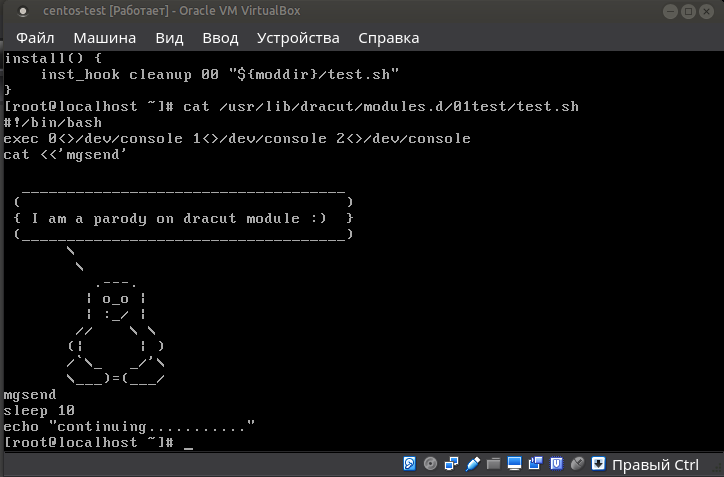 centos-test [Работает] - Oracle VM VirtualBox
Файл Машина Вид Ввод Устройства Справка
install() {
    inst_hook cleanup 00 "${moddir}/test.sh"
}
[root@localhost ~]# cat /usr/lib/dracut/modules.d/01test/test.sh
#!/bin/bash
exec 0<>/dev/console 1<>/dev/console 2<>/dev/console
cat <<'mgsend'
  ____________________________________
 (                                    )
 { I am a parody on dracut module :)  }
 (____________________________________)
       \
        \
          .---.
         | o_o |
         | :_/ |
        //    \ \
       (|      | )
       /`\_   _/'\
       \___)=(___/
mgsend
sleep 10
echo "continuing..........."
[root@localhost ~]# _
Правый Ctrl